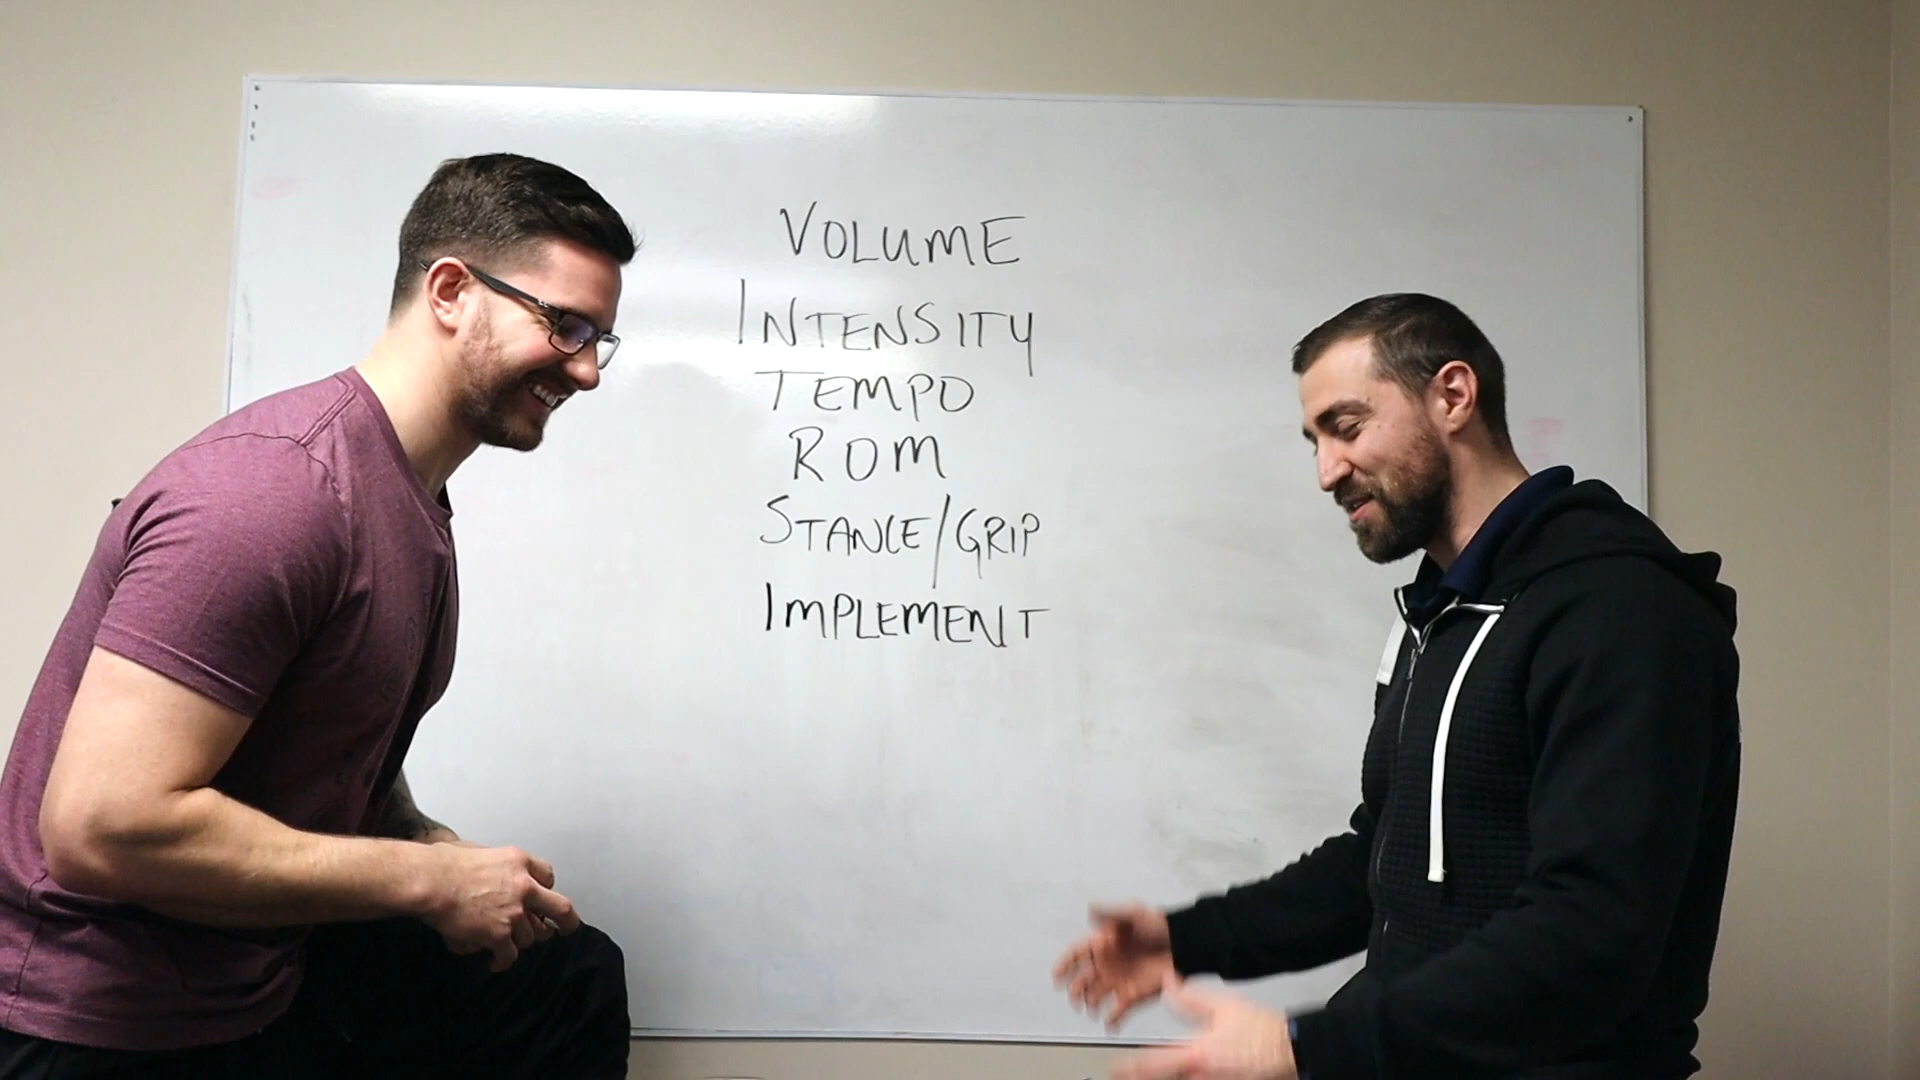 VOLUME
INTENSITY
TEMPO
ROM
STANCE/GRIP
IMPLEMENT